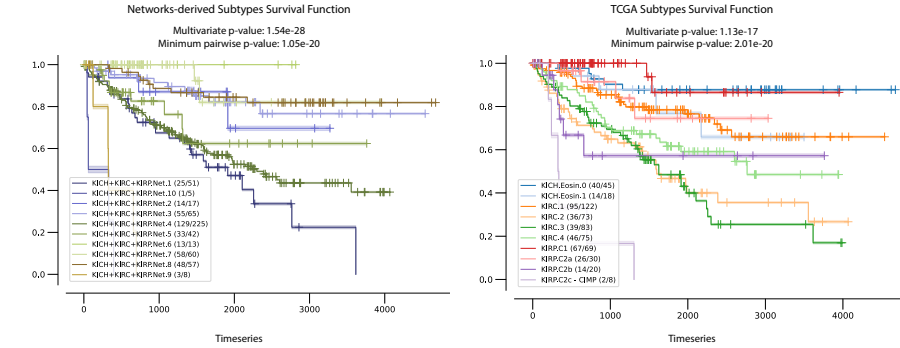 Networks-derived Subtypes Survival Function
Multivariate p-value: 1.54e-28
Minimum pairwise p-value: 1.05e-20
1.0
0.8
0.6
0.4
0.2
0.0
KICH+KIRC+KIRP.Net.1 (25/51)
KICH+KIRC+KIRP.Net.10 (1/5)
KICH+KIRC+KIRP.Net.2 (14/17)
KICH+KIRC+KIRP.Net.3 (55/65)
KICH+KIRC+KIRP.Net.4 (129/225)
KICH+KIRC+KIRP.Net.5 (33/42)
KICH+KIRC+KIRP.Net.6 (13/13)
KICH+KIRC+KIRP.Net.7 (58/60)
KICH+KIRC+KIRP.Net.8 (48/57)
KICH+KIRC+KIRP.Net.9 (3/8)
0 1000 2000 3000 4000
Timeseries
TCGA Subtypes Survival Function
Multivariate p-value: 1.13e-17
Minimum pairwise p-value: 2.01e-20
1.0
0.8
0.6
0.4
0.2
0.0
KICH.Eosin.0 (40/45)
KICH.Eosin.1 (14/18)
KIRC.1 (95/122)
KIRC.2 (36/73)
KIRC.3 (39/83)
KIRC.4 (46/75)
KIRP.C1 (67/69)
KIRP.C2a (26/30)
KIRP.C2b (14/20)
KIRP.C2c - CIMP (2/8)
0 1000 2000 3000 4000
Timeseries